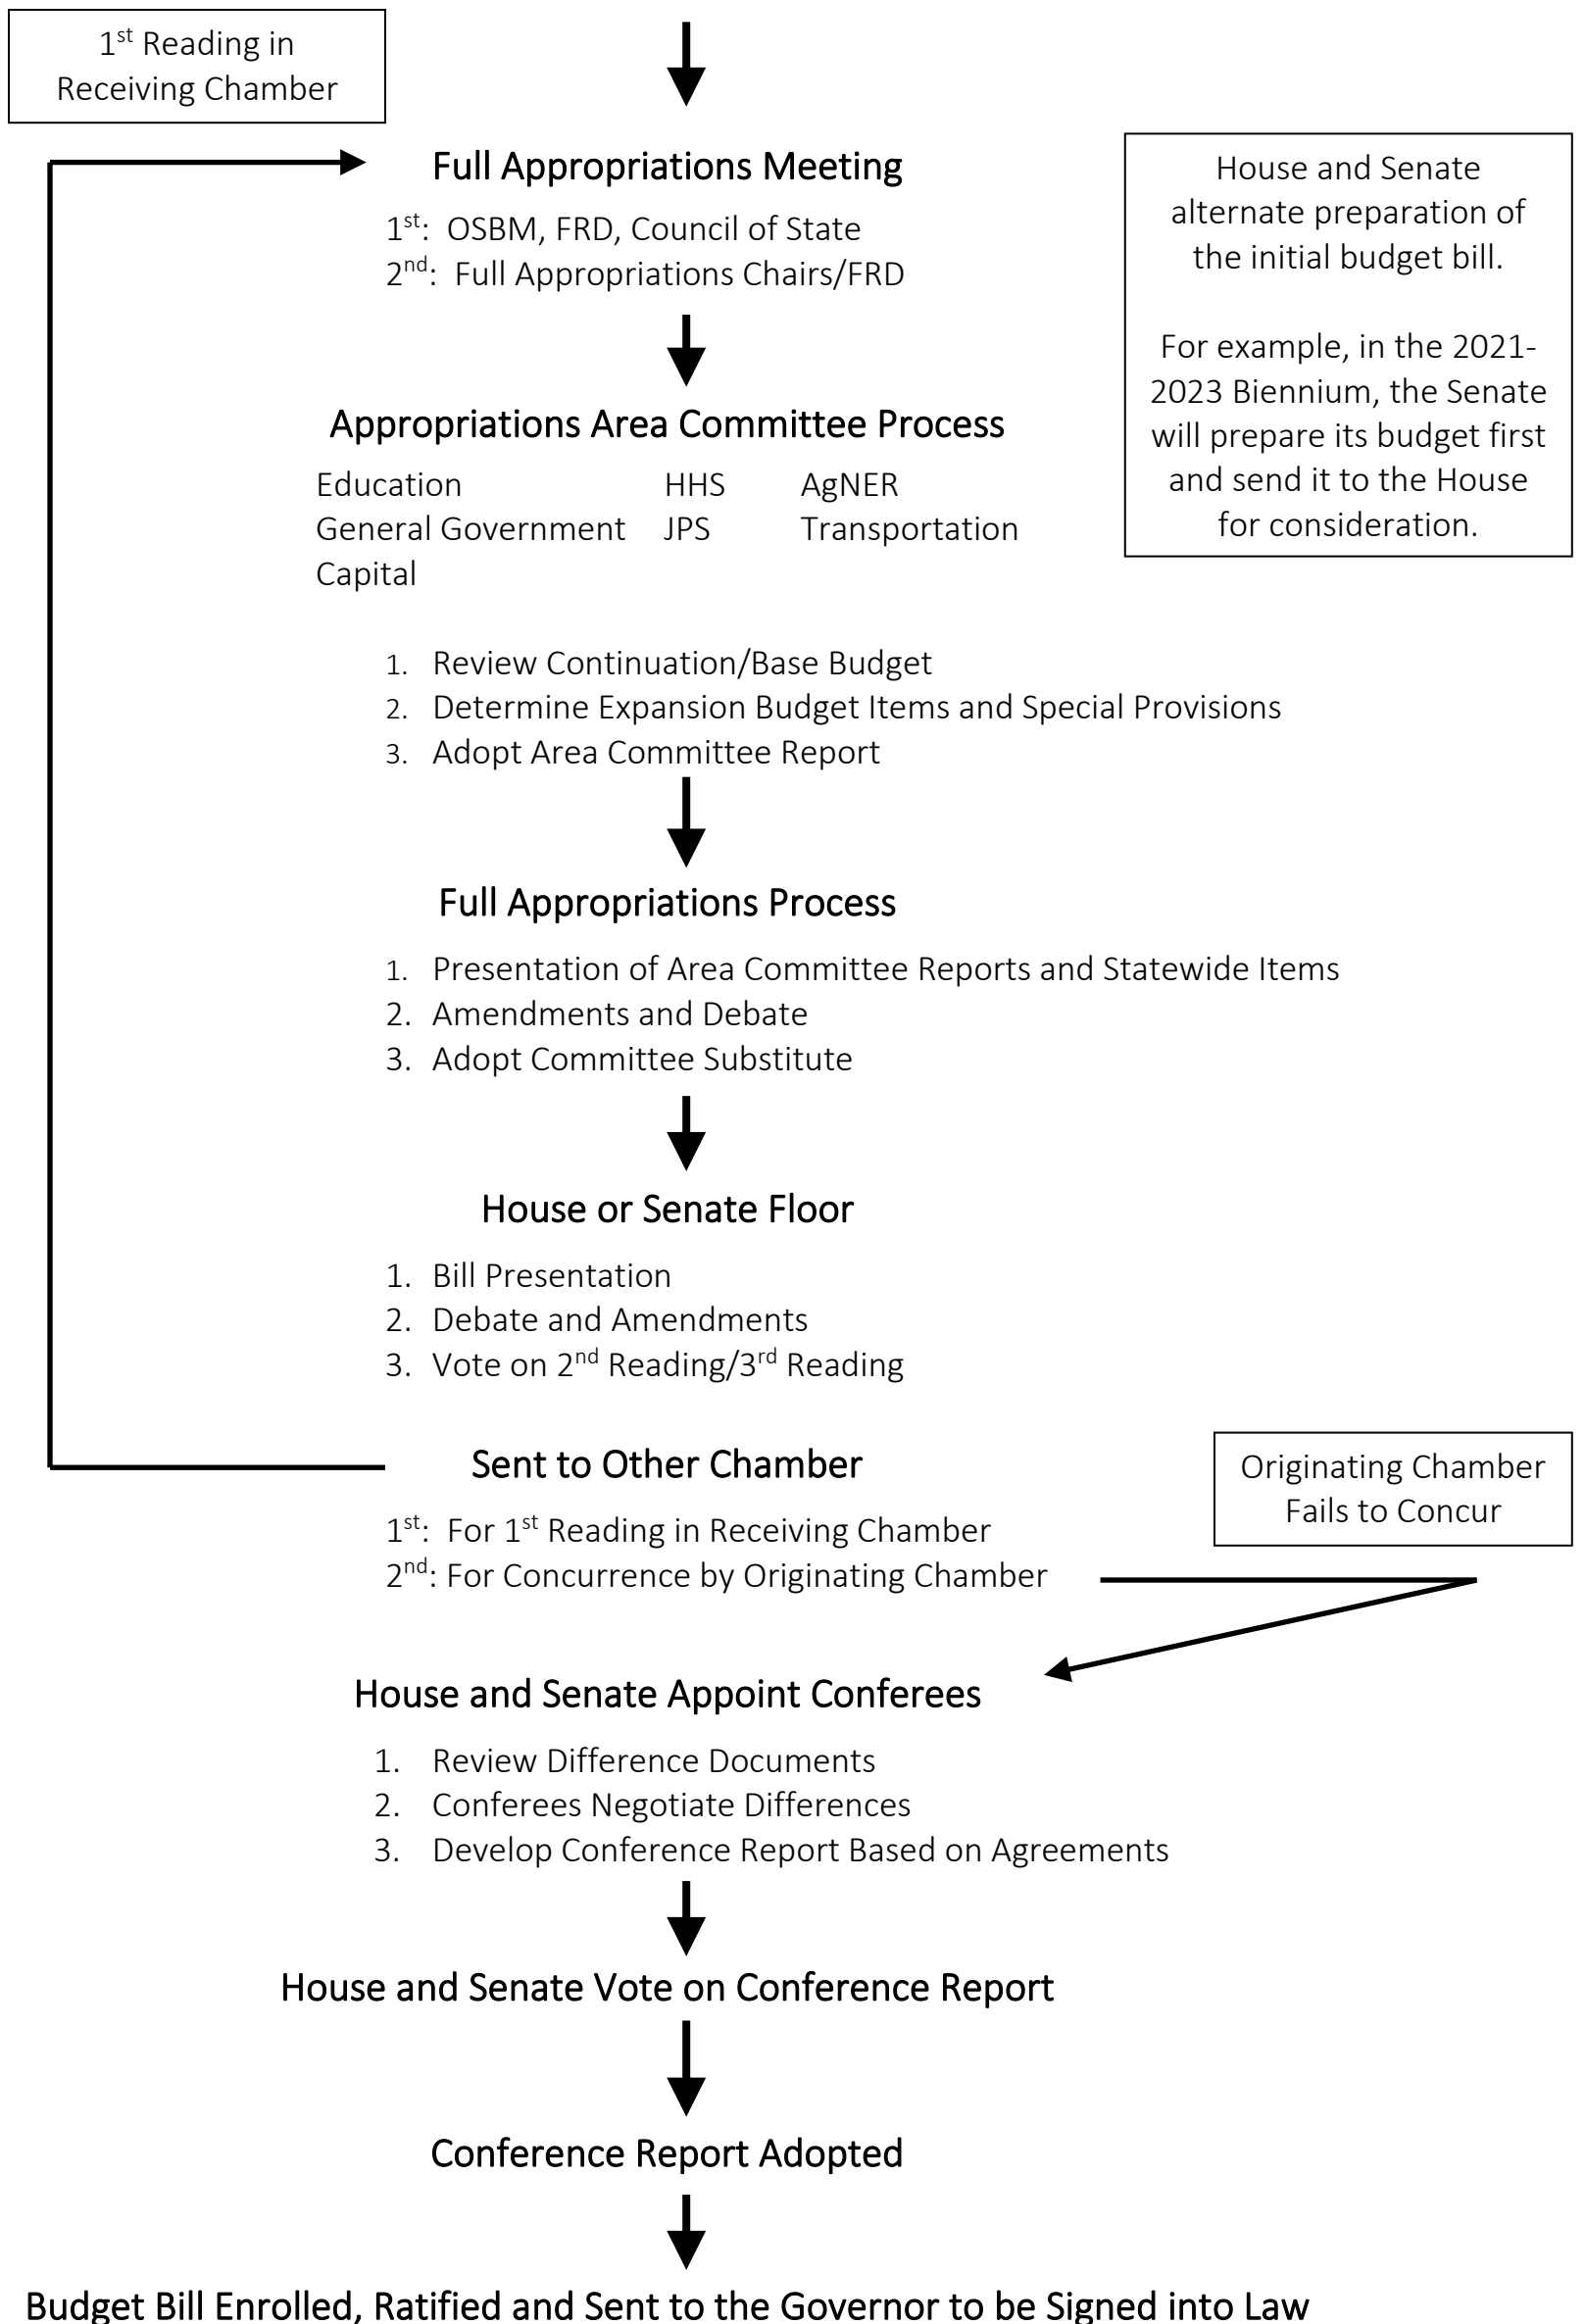 1st Reading in
Receiving Chamber
Full Appropriations Meeting
1st: OSBM, FRD, Council of State
2nd: Full Appropriations Chairs/FRD
House and Senate
alternate preparation of
the initial budget bill.
For example, in the 2021-
2023 Biennium, the Senate
will prepare its budget first
and send it to the House
for consideration.
Appropriations Area Committee Process
Education HHS AgNER
General Government JPS Transportation
Capital
1. Review Continuation/Base Budget
2. Determine Expansion Budget Items and Special Provisions
3. Adopt Area Committee Report
Full Appropriations Process
1. Presentation of Area Committee Reports and Statewide Items
2. Amendments and Debate
3. Adopt Committee Substitute
House or Senate Floor
1. Bill Presentation
2. Debate and Amendments
3. Vote on 2nd Reading/3rd Reading
Sent to Other Chamber
1st: For 1st Reading in Receiving Chamber
2nd: For Concurrence by Originating Chamber
Originating Chamber
Fails to Concur
House and Senate Appoint Conferees
1. Review Difference Documents
2. Conferees Negotiate Differences
3. Develop Conference Report Based on Agreements
House and Senate Vote on Conference Report
Conference Report Adopted
Budget Bill Enrolled, Ratified and Sent to the Governor to be Signed into Law